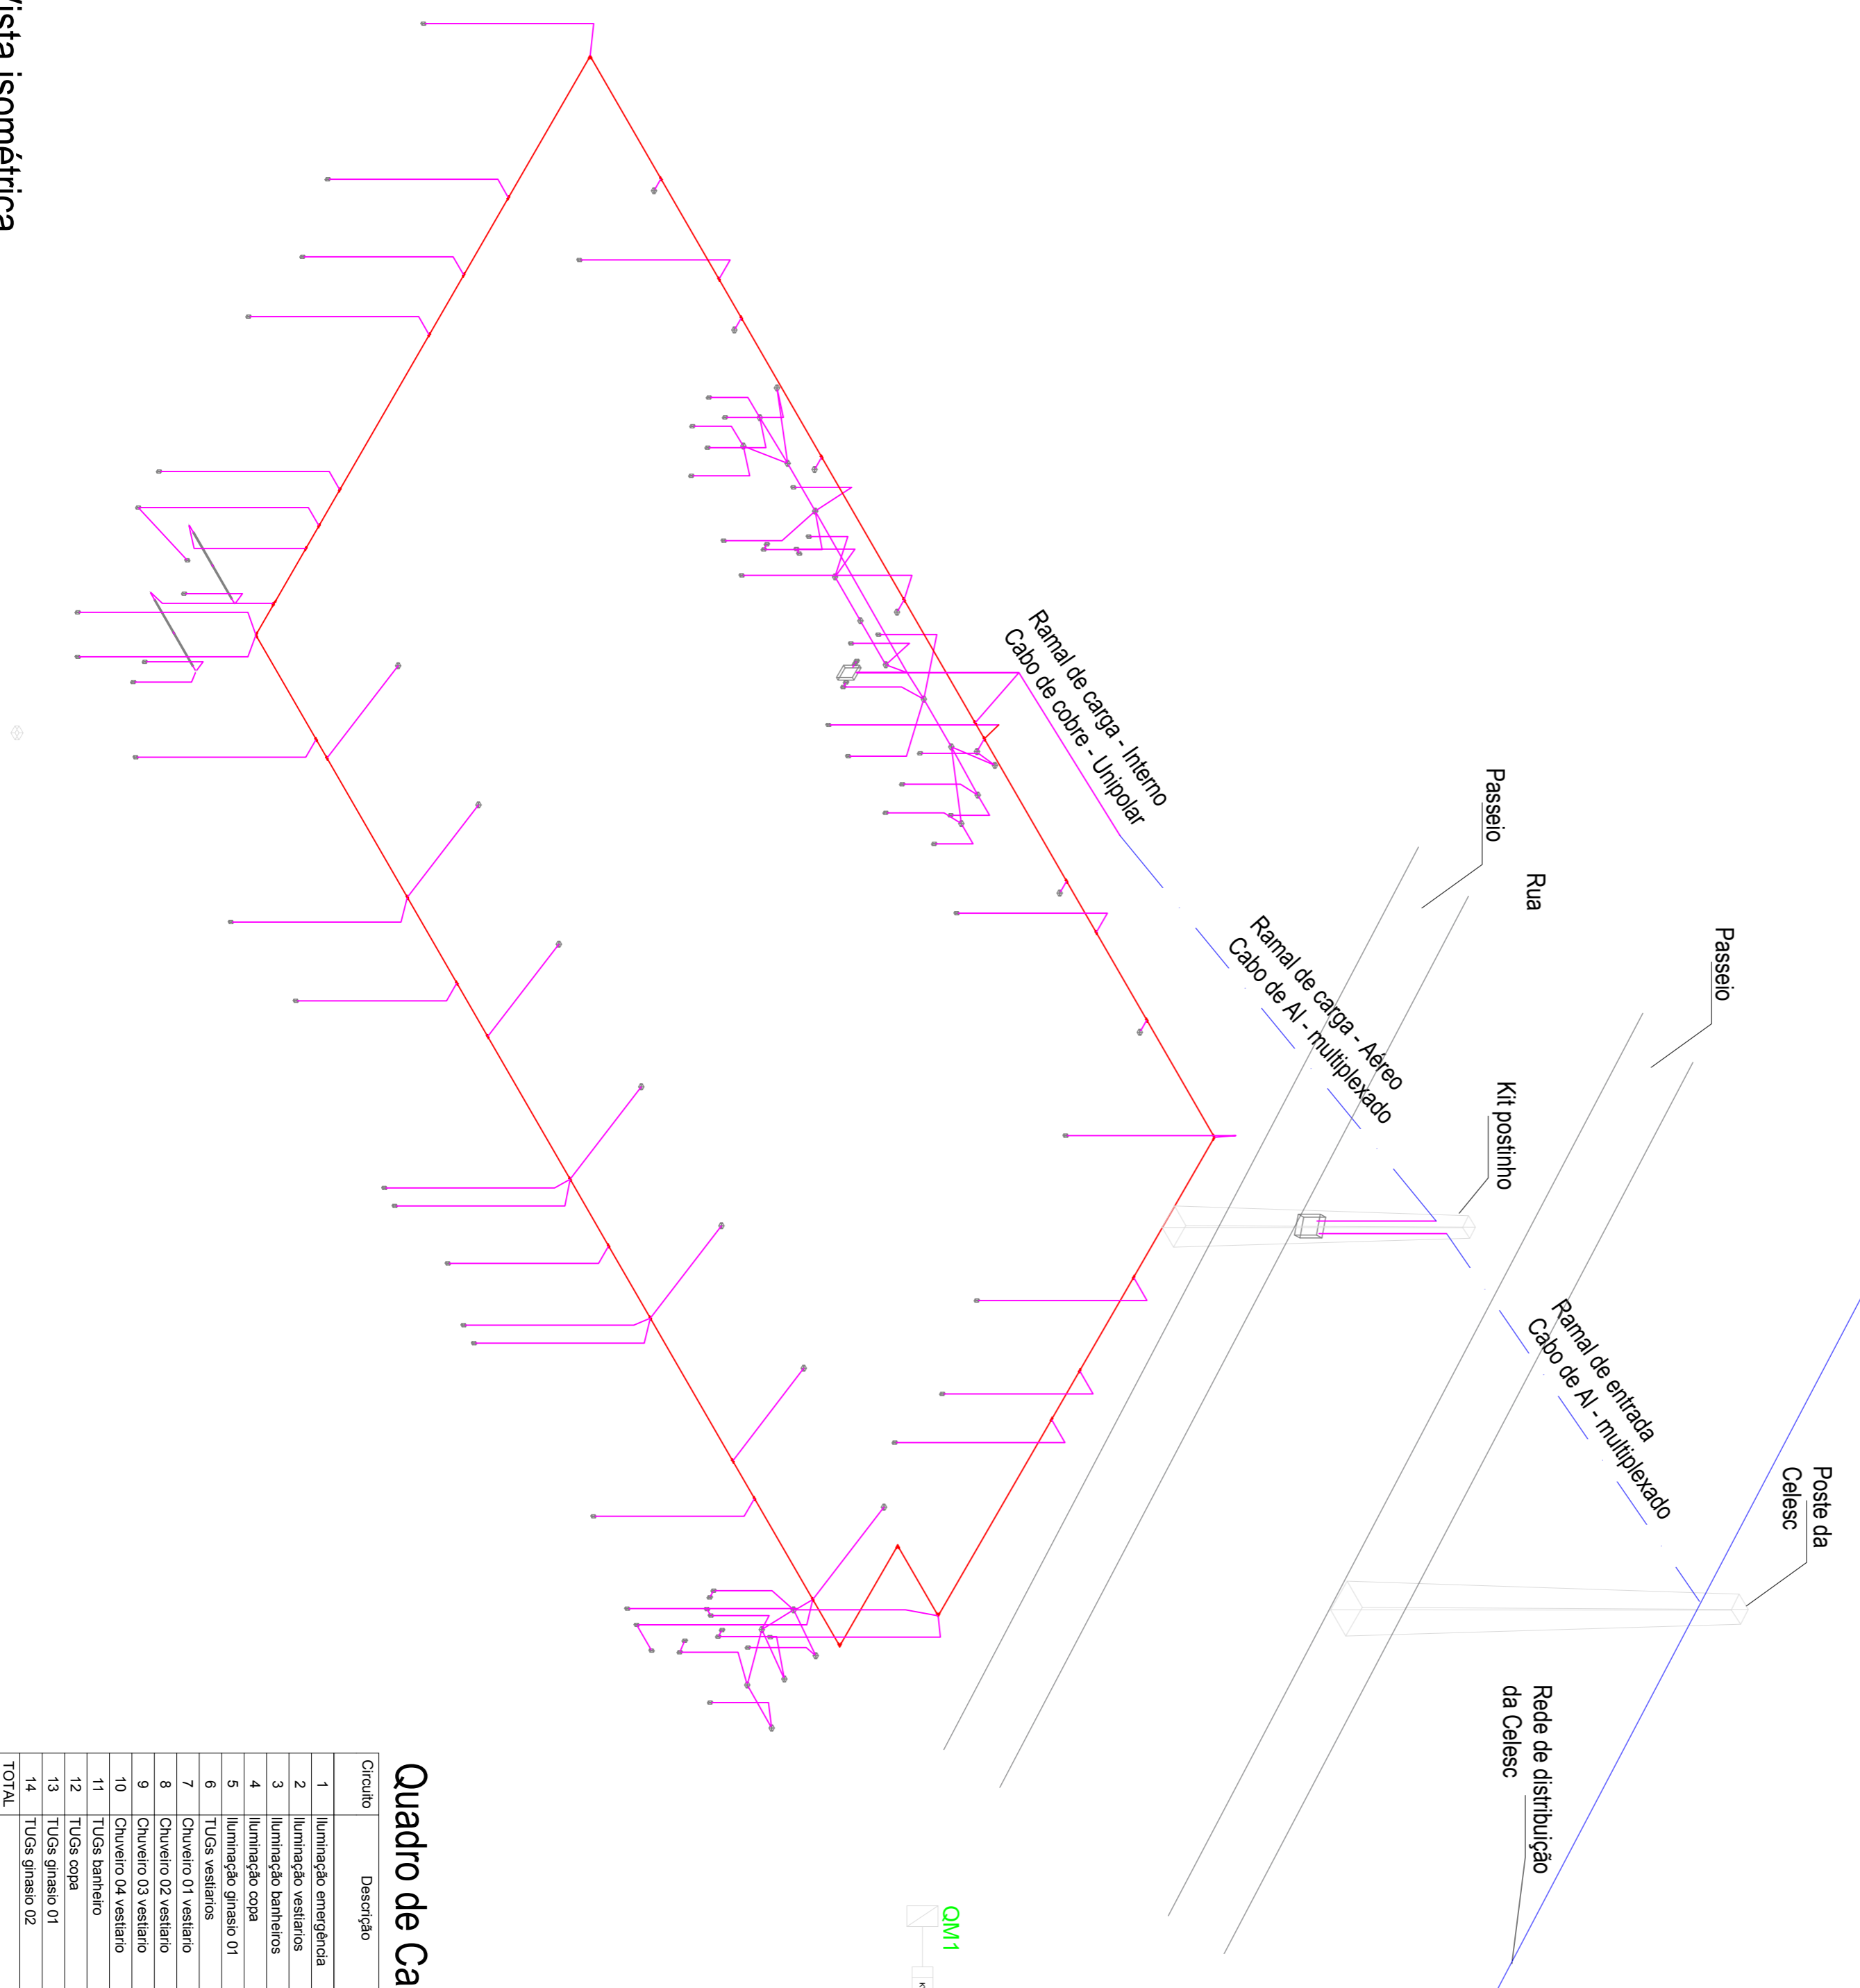 Vista isométrica
Ramal de carga - Interno
Cabo de cobre - Unipolar
Passeio
Rua
Ramal de carga - Aéreo
Cabo de Al - multiplexado
Passeio
Kit postinho
Ramal de entrada
Cabo de Al - multiplexado
Poste da
Celesc
Rede de distribuição
da Celesc
QM1
Quadro de Ca
Circuito Descrição
1 Iluminação emergência
2 Iluminação vestiarios
3 Iluminação banheiros
4 Iluminação copa
5 Iluminação ginasio 01
6 TUGs vestiarios
7 Chuveiro 01 vestiario
8 Chuveiro 02 vestiario
9 Chuveiro 03 vestiario
10 Chuveiro 04 vestiario
11 TUGs banheiro
12 TUGs copa
13 TUGs ginasio 01
14 TUGs ginasio 02
TOTAL